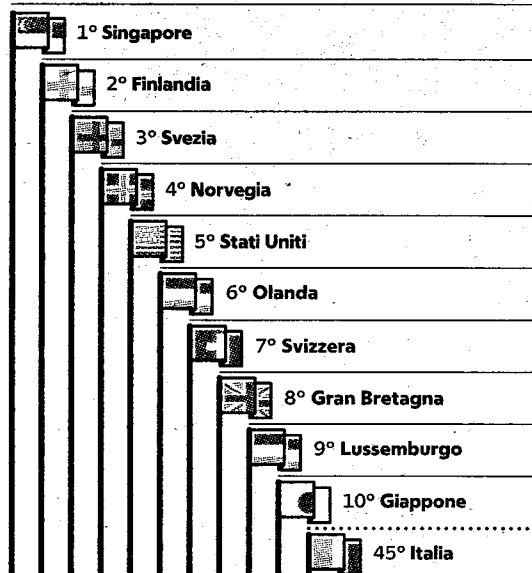 1° Singapore
2° Finlandia
3° Svezia
4° Norvegia
5° Stati Uniti
6° Olanda
7° Svizzera
8° Gran Bretagna
9° Lussemburgo
10° Giappone
45° Italia